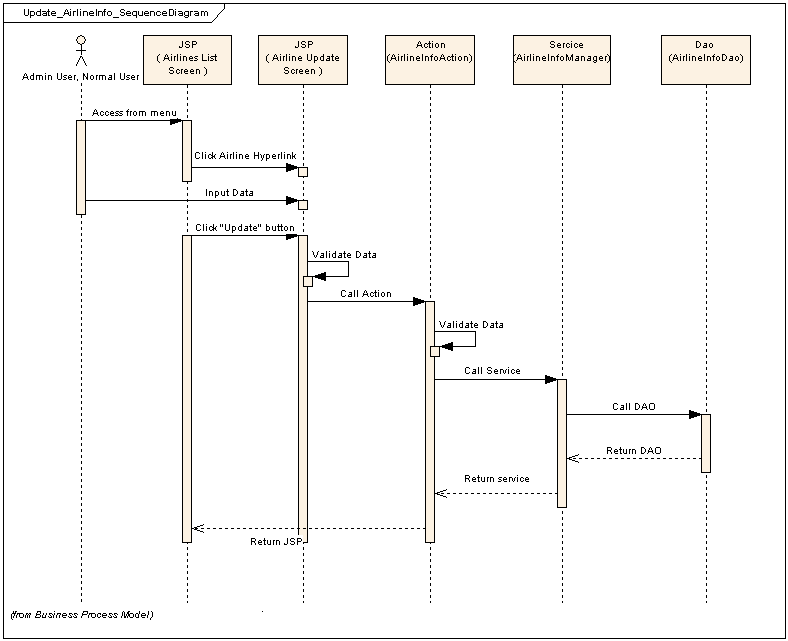 Update_AirlineInfo_SequenceDiagram
JSP
( Airlines List
Screen )
JSP
( Airline Update
Screen )
Action
(AirlineInfoAction)
Sercice
(AirlineInfoManager)
Dao
(AirlineInfoDao)
Admin User, Normal User
Access from menu
Click Airline Hyperlink
Input Data
Click "Update" button
Validate Data
Call Action
Validate Data
Call Service
Call DAO
Return DAO
Return service
Return JSP
(from Business Process Model)